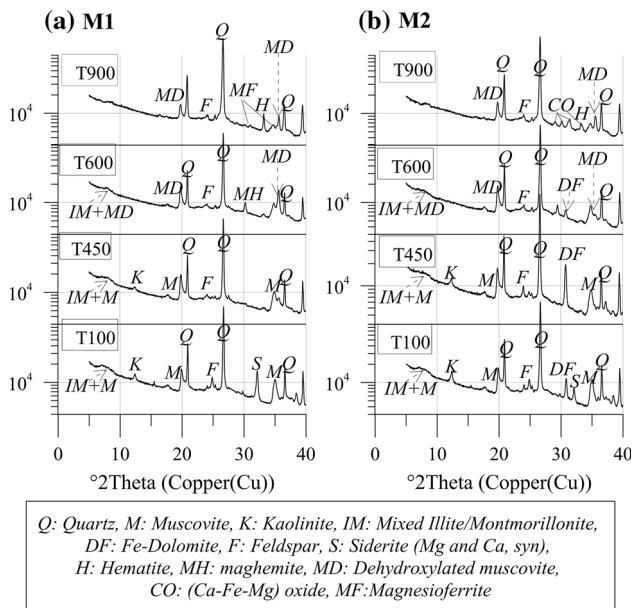 (a) M1
(b) M2
T900
MD
Q
F
MF
H
MD
Q
10⁴
T600
IM+MD
MD
Q
F
Q
MH
MD
Q
10⁴
T450
IM+M
K
M
Q
F
Q
M
Q
10⁴
T100
IM+M
K
M
Q
F
Q
S
M
Q
10⁴
0 10 20 30 40
°2Theta (Copper(Cu))
T900
MD
Q
F
Q
CO
H
MD
Q
10⁴
T600
IM+MD
MD
Q
F
Q
DF
MD
Q
10⁴
T450
IM+M
K
M
Q
F
Q
DF
M
Q
10⁴
T100
IM+M
K
M
Q
F
Q
DF
S
M
Q
10⁴
0 10 20 30 40
°2Theta (Copper(Cu))
Q: Quartz, M: Muscovite, K: Kaolinite, IM: Mixed Illite/Montmorillonite,
DF: Fe-Dolomite, F: Feldspar, S: Siderite (Mg and Ca, syn),
H: Hematite, MH: maghemite, MD: Dehydroxylated muscovite,
CO: (Ca-Fe-Mg) oxide, MF:Magnesioferrite